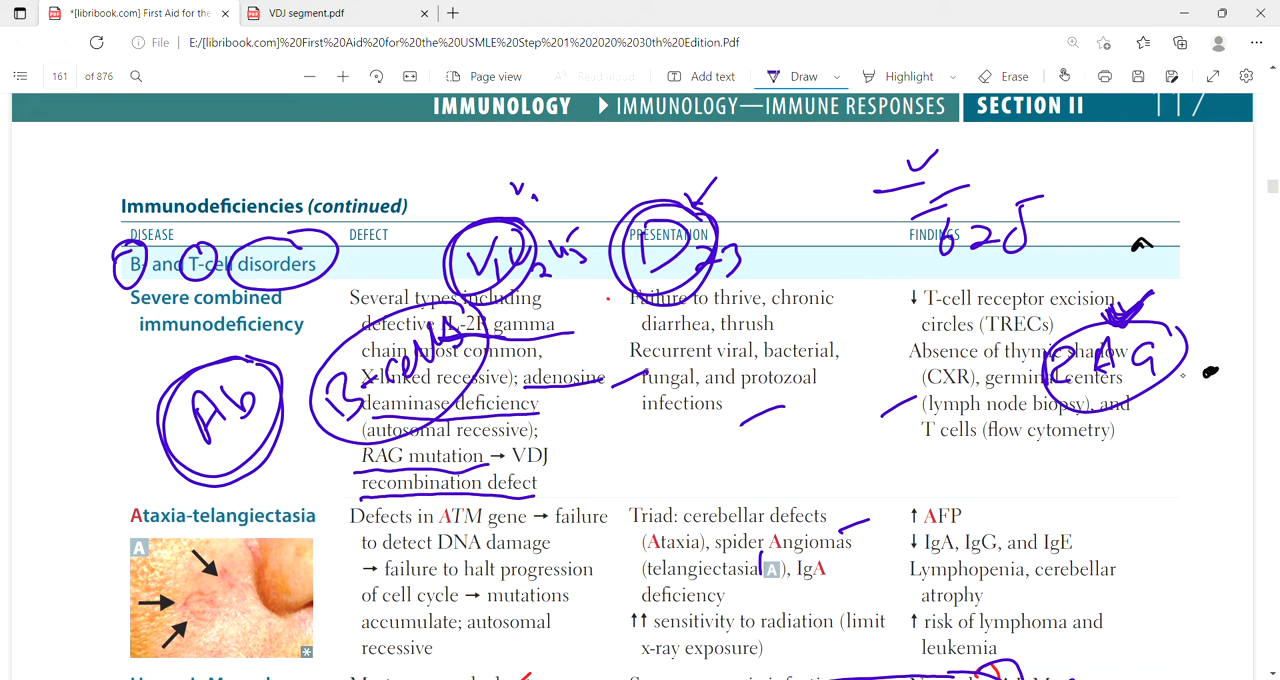 *[libribook.com] First Aid for the
VDJ segment.pdf
File
E:/[libribook.com]%20First%20Aid%20for%20the%20USMLE%20Step%201%202020%2030th%20Edition.Pdf
161 of 876
Page view
Read aloud
Add text
Draw
Highlight
Erase
IMMUNOLOGY ▶ IMMUNOLOGY—IMMUNE RESPONSES SECTION II 117
Immunodeficiencies (continued)
DISEASE DEFECT PRESENTATION FINDINGS
B- and T-cell disorders
Severe combined
immunodeficiency
Several types including
defective IL-2R gamma
chain (most common,
X-linked recessive); adenosine
deaminase deficiency
(autosomal recessive);
RAG mutation → VDJ
recombination defect
Failure to thrive, chronic
diarrhea, thrush
Recurrent viral, bacterial,
fungal, and protozoal
infections
↓ T-cell receptor excision
circles (TRECs)
Absence of thymic shadow
(CXR), germinal centers
(lymph node biopsy), and
T cells (flow cytometry)
Ab
B-cells
D
23
6 2 J
RAG
Ataxia-telangiectasia
A
Defects in ATM gene → failure
to detect DNA damage
→ failure to halt progression
of cell cycle → mutations
accumulate; autosomal
recessive
Triad: cerebellar defects
(Ataxia), spider Angiomas
(telangiectasia A), IgA
deficiency
↑↑ sensitivity to radiation (limit
x-ray exposure)
↑ AFP
↓ IgA, IgG, and IgE
Lymphopenia, cerebellar
atrophy
↑ risk of lymphoma and
leukemia